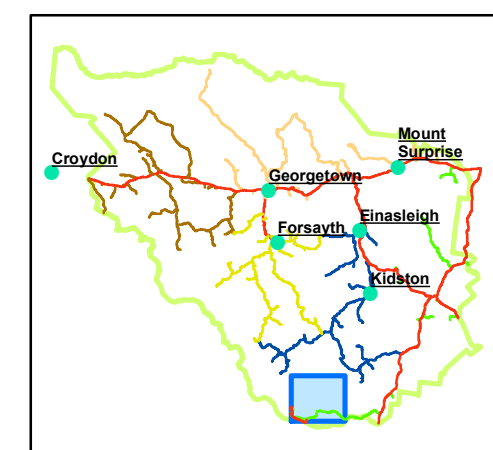 Mount
Surprise
Croydon
Georgetown
Einasleigh
Forsayth
Kidston